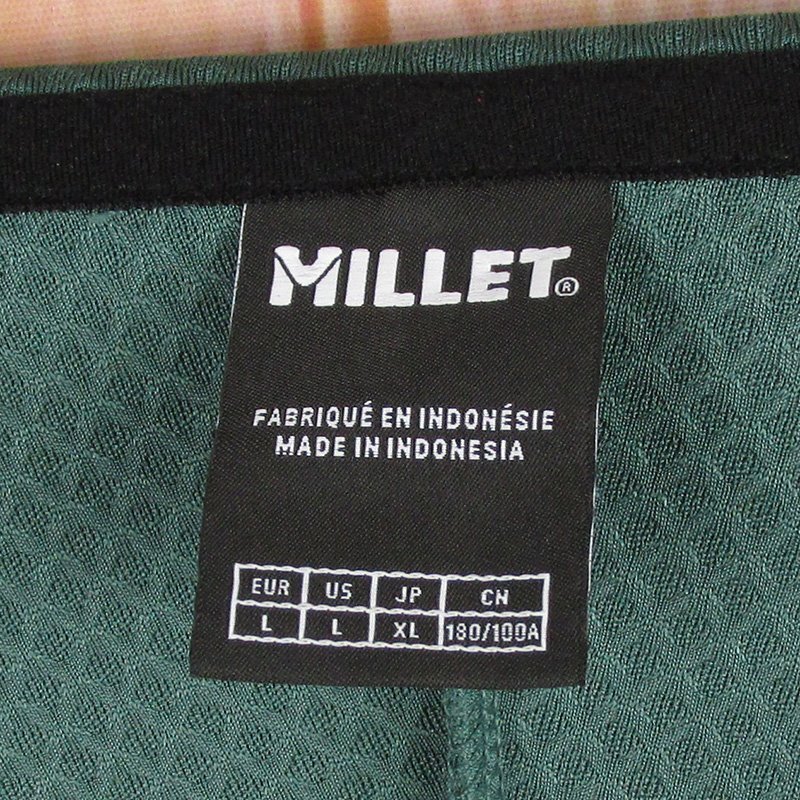 MILLET®
FABRIQUÉ EN INDONÉSIE
MADE IN INDONESIA
EUR US JP CN
L L XL 180/100A